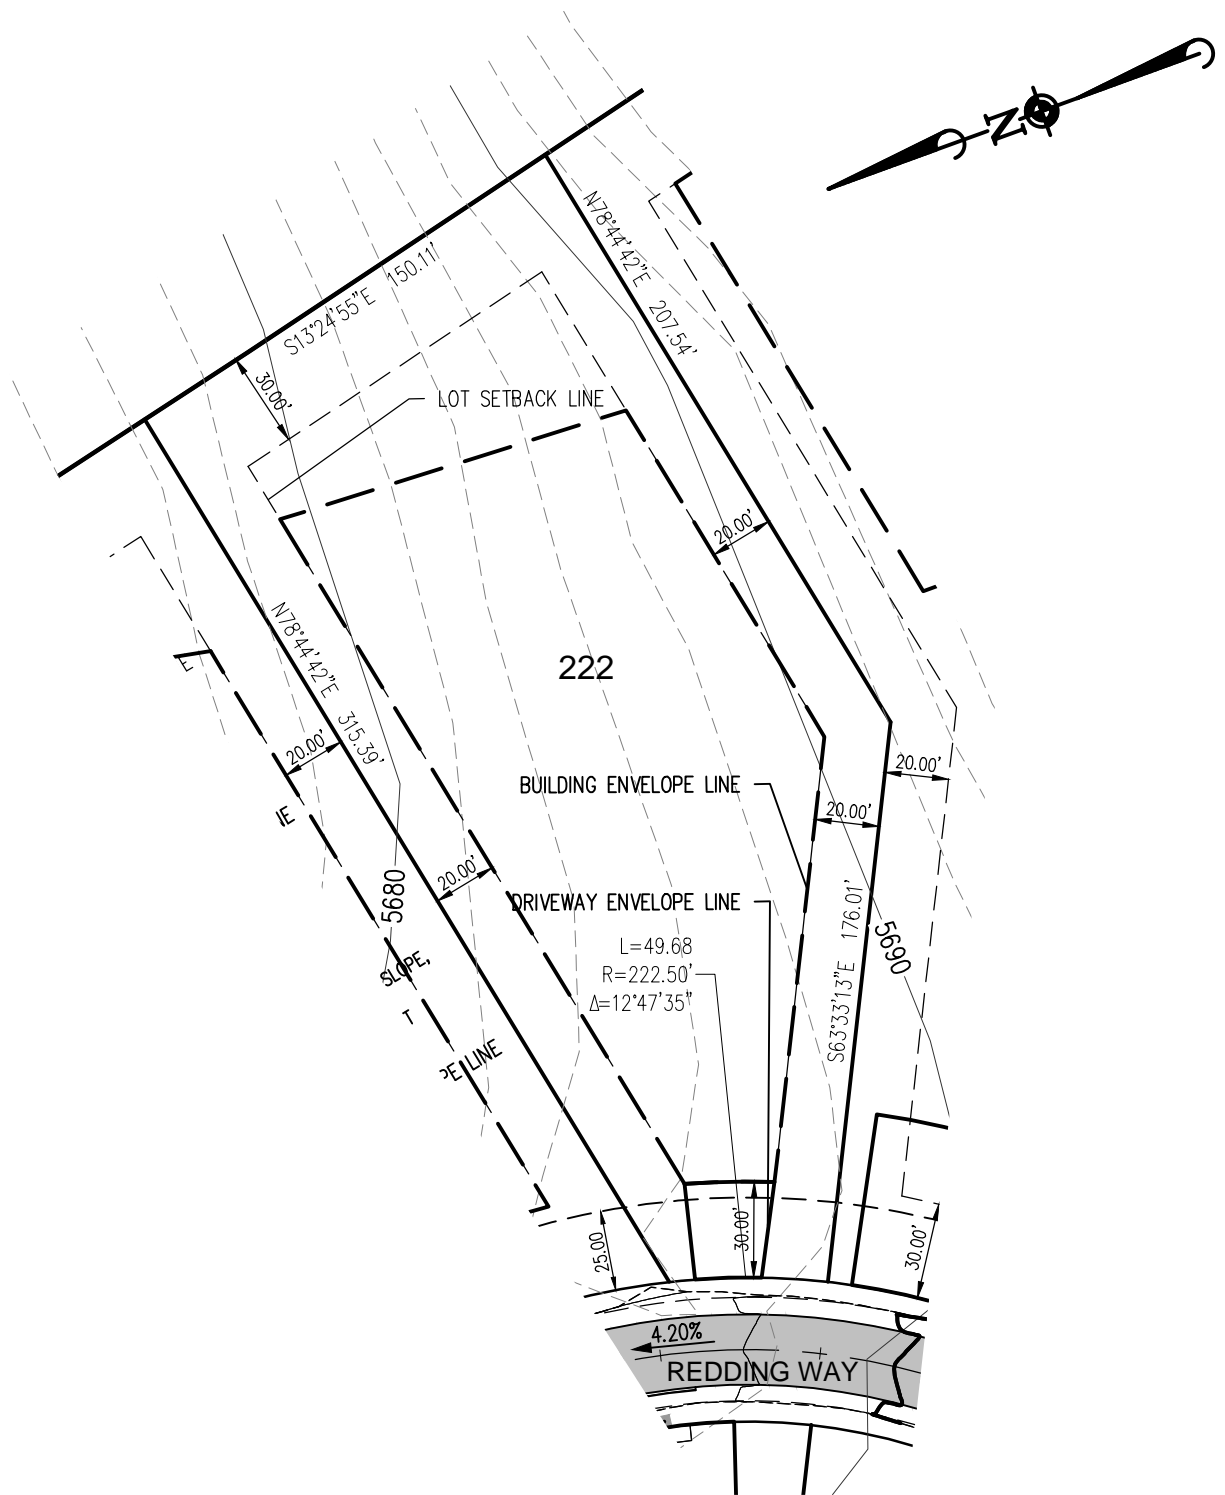 N
N78°44'42"E 207.54'
S13°24'55"E 150.11'
30.00'
LOT SETBACK LINE
20.00'
N78°44'42"E 315.39'
222
20.00'
20.00'
BUILDING ENVELOPE LINE
20.00'
IE
20.00'
5680
DRIVEWAY ENVELOPE LINE
S63°33'13"E 176.01'
5690
L=49.68
R=222.50'
Δ=12°47'35"
SLOPE,
T
PE LINE
25.00
30.00'
30.00'
4.20%
REDDING WAY